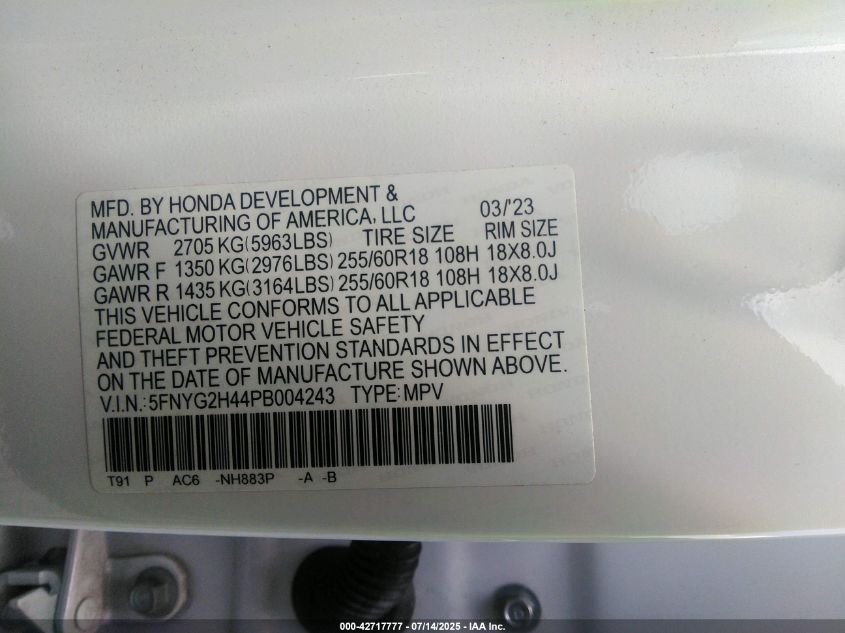 MFD. BY HONDA DEVELOPMENT &
MANUFACTURING OF AMERICA, LLC 03/'23
GVWR 2705 KG(5963LBS) TIRE SIZE RIM SIZE
GAWR F 1350 KG(2976LBS) 255/60R18 108H 18X8.0J
GAWR R 1435 KG(3164LBS) 255/60R18 108H 18X8.0J
THIS VEHICLE CONFORMS TO ALL APPLICABLE
FEDERAL MOTOR VEHICLE SAFETY
AND THEFT PREVENTION STANDARDS IN EFFECT
ON THE DATE OF MANUFACTURE SHOWN ABOVE.
V.I.N.:5FNYG2H44PB004243 TYPE:MPV
T91 P AC6 -NH883P -A -B
000-42717777 - 07/14/2025 - IAA Inc.